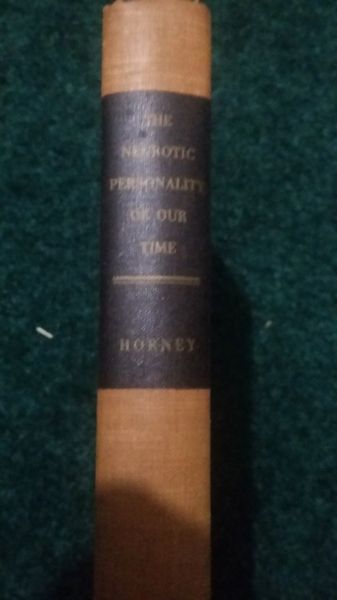 THE
NEUROTIC
PERSONALITY
OF OUR
TIME
HORNEY